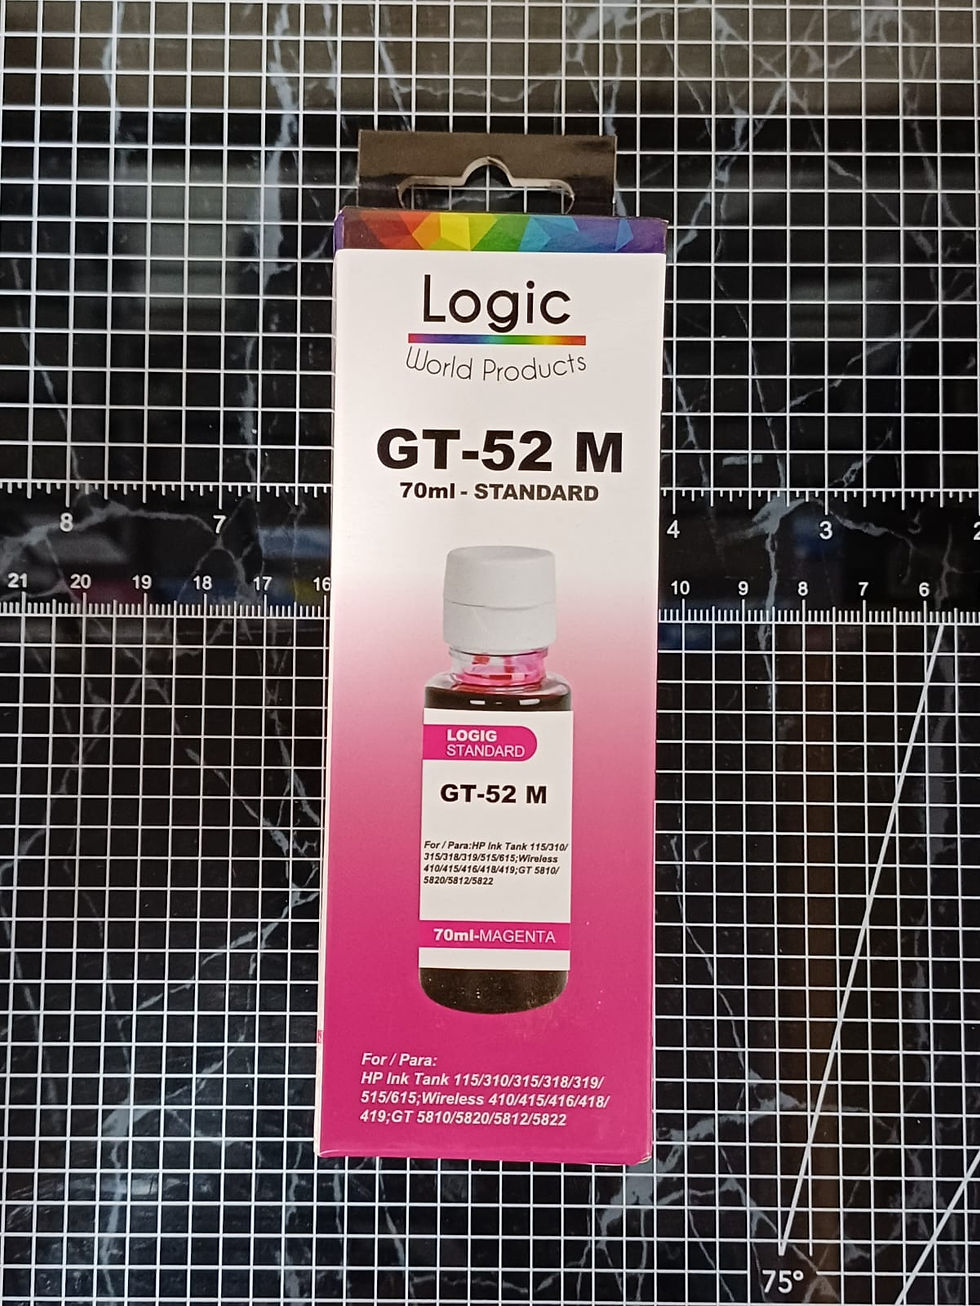 Logic
World Products
GT-52 M
70ml - STANDARD
8 7 4 3 2
21 20 19 18 17 16 10 9 8 7 6
LOGIG
STANDARD
GT-52 M
For / Para:HP Ink Tank 115/310/
315/318/319/515/615;Wireless
410/415/416/418/419;GT 5810/
5820/5812/5822
70ml-MAGENTA
For / Para:
HP Ink Tank 115/310/315/318/319/
515/615;Wireless 410/415/416/418/
419;GT 5810/5820/5812/5822
75°